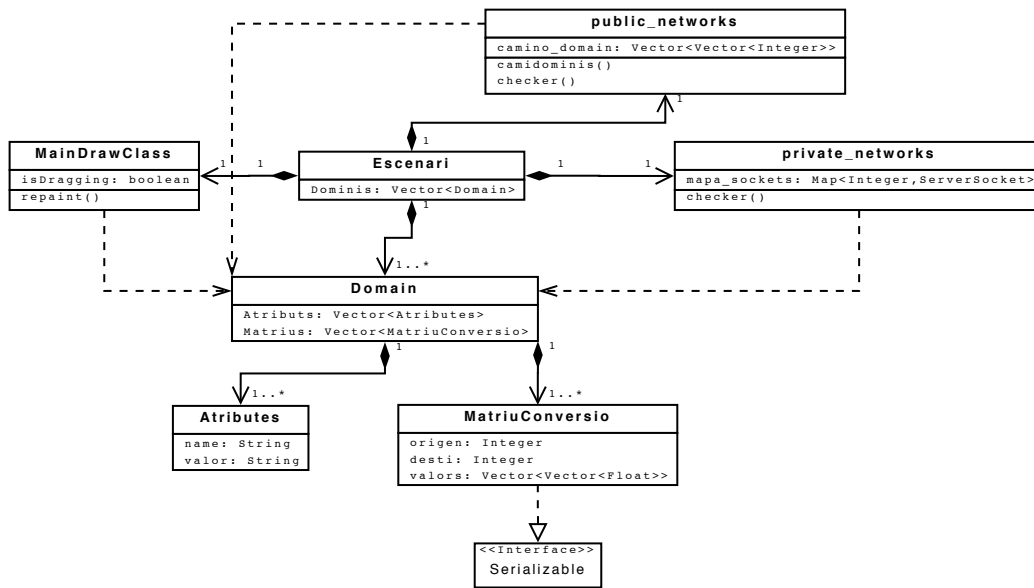 public_networks
camino_domain: Vector<Vector<Integer>>
camidominis()
checker()
1
1
MainDrawClass
isDragging: boolean
repaint()
1
1
Escenari
Dominis: Vector<Domain>
1
1
private_networks
mapa_sockets: Map<Integer,ServerSocket>
checker()
1
1..*
Domain
Atributs: Vector<Atributes>
Matrius: Vector<MatriuConversio>
1
1
1..*
1..*
Atributes
name: String
valor: String
MatriuConversio
origen: Integer
desti: Integer
valors: Vector<Vector<Float>>
<<Interface>>
Serializable